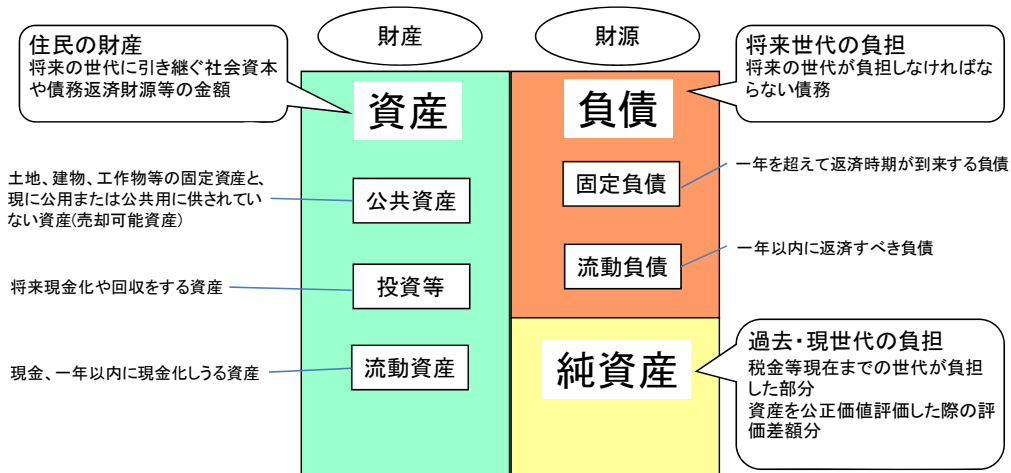 財産
財源
住民の財産
将来の世代に引き継ぐ社会資本
や債務返済財源等の金額
資産
土地、建物、工作物等の固定資産と、
現に公用または公共用に供されてい
ない資産(売却可能資産)
公共資産
将来現金化や回収をする資産
投資等
現金、一年以内に現金化しうる資産
流動資産
将来世代の負担
将来の世代が負担しなければな
らない債務
負債
固定負債
一年を超えて返済時期が到来する負債
流動負債
一年以内に返済すべき負債
純資産
過去・現世代の負担
税金等現在までの世代が負担
した部分
資産を公正価値評価した際の評
価差額分